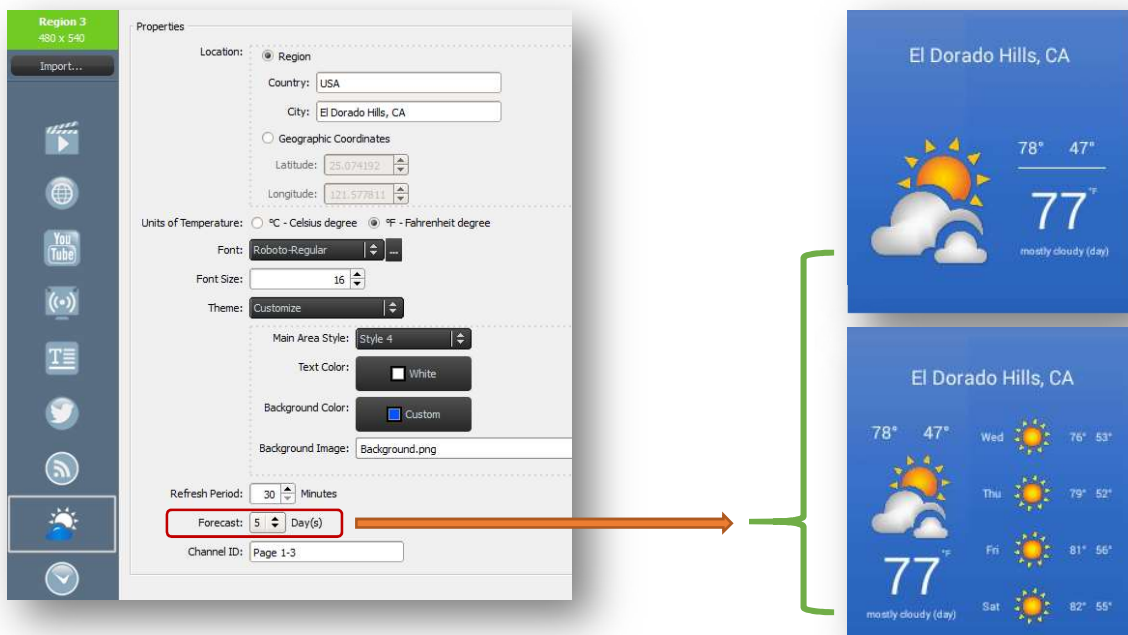 Region 3
480 x 540
Import...
You
Tube
T
Properties
Location:
Region
Country: USA
City: El Dorado Hills, CA
Geographic Coordinates
Latitude: 25.074192
Longitude: 121.577811
Units of Temperature: °C - Celsius degree °F - Fahrenheit degree
Font: Roboto-Regular ...
Font Size: 16
Theme: Customize
Main Area Style: Style 4
Text Color: White
Background Color: Custom
Background Image: Background.png
Refresh Period: 30 Minutes
Forecast: 5 Day(s)
Channel ID: Page 1-3
El Dorado Hills, CA
78° 47°
77°F
mostly cloudy (day)
El Dorado Hills, CA
78° 47°
77°F
mostly cloudy (day)
Wed 76° 53°
Thu 79° 52°
Fri 81° 56°
Sat 82° 55°